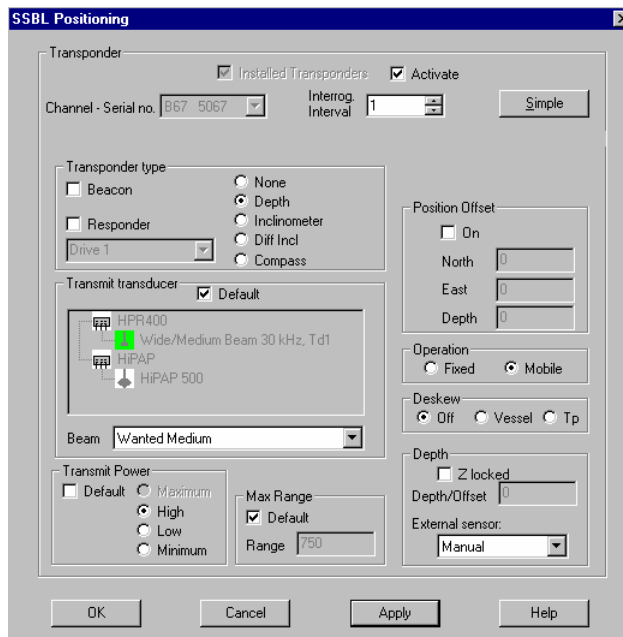 SSBL Positioning
Transponder
Installed Transponders
Activate
Channel - Serial no.
B67 5067
Interrog.
Interval
1
Simple
Transponder type
Beacon
Responder
Drive 1
None
Depth
Inclinometer
Diff Incl
Compass
Position Offset
On
North
0
East
0
Depth
0
Transmit transducer
Default
HPR400
Wide/Medium Beam 30 kHz, Td1
HiPAP
HiPAP 500
Beam
Wanted Medium
Operation
Fixed
Mobile
Deskew
Off
Vessel
Tp
Transmit Power
Default
Maximum
High
Low
Minimum
Max Range
Default
Range
750
Depth
Z locked
Depth/Offset
0
External sensor:
Manual
OK
Cancel
Apply
Help